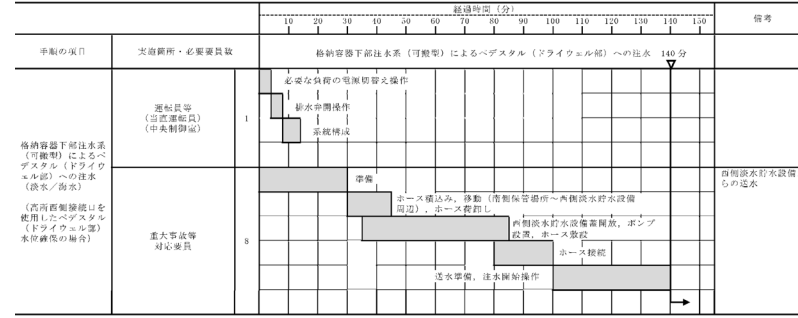 経過時間（分）
備考
10 20 30 40 50 60 70 80 90 100 110 120 130 140 150
手順の項目
実施箇所・必要要員数
格納容器下部注水系（可搬型）によるペデスタル（ドライウェル部）への注水 140分
格納容器下部注水系
（可搬型）によるペ
デスタル（ドライウ
ェル部）への注水
（淡水／海水）
（高所西側接続口を
使用したペデスタル
（ドライウェル部）
水位確保の場合）
運転員等
（当直運転員）
（中央制御室）
1
必要な負荷の電源切替え操作
排水弁開操作
系統構成
重大事故等
対応要員
8
準備
ホース積込み，移動（南側保管場所～西側淡水貯水設備
周辺），ホース荷卸し
西側淡水貯水設備蓋開放，ポンプ
設置，ホース敷設
ホース接続
送水準備，注水開始操作
西側淡水貯水設備
らの送水